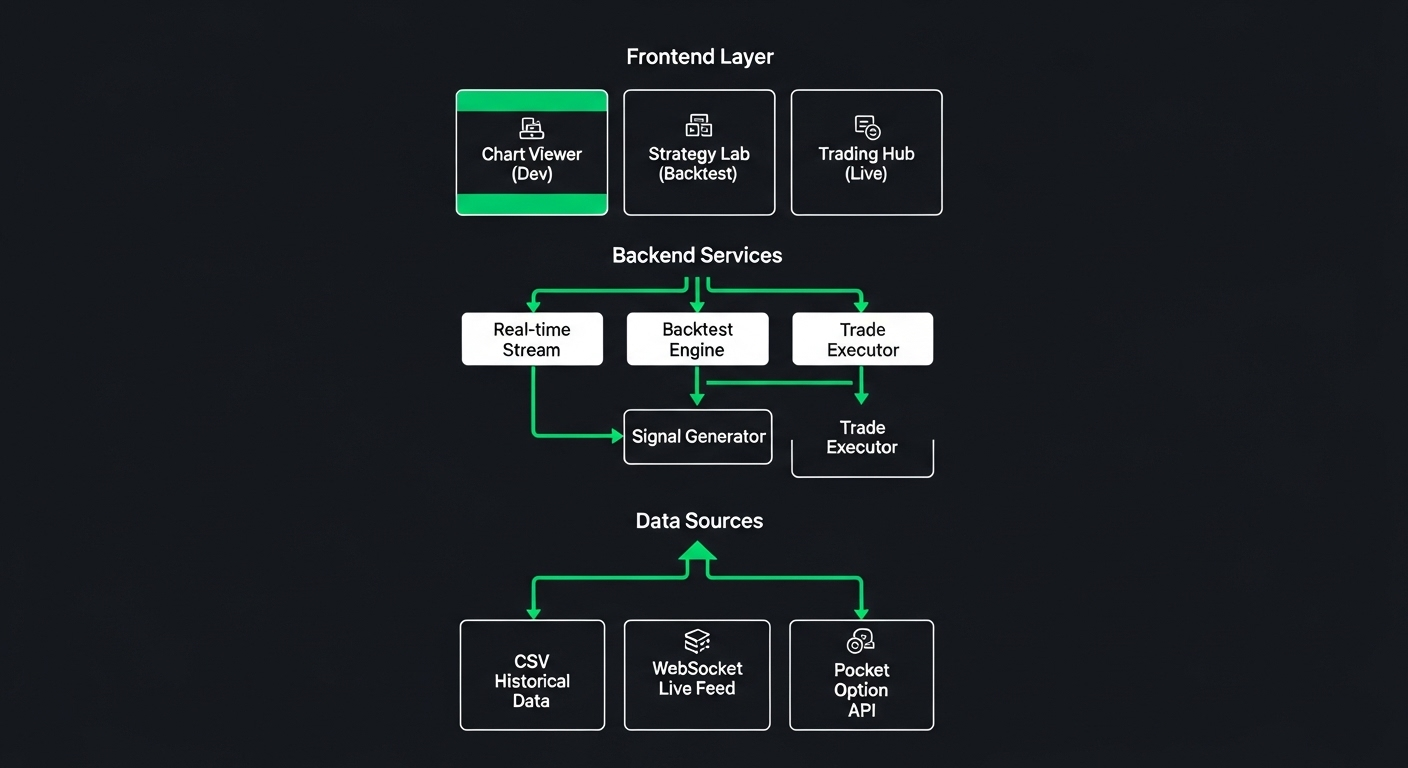 Frontend Layer
Chart Viewer
(Dev)
Strategy Lab
(Backtest)
Trading Hub
(Live)
Backend Services
Real-time
Stream
Backtest
Engine
Trade
Executor
Signal Generator
Trade
Executor
Data Sources
CSV
Historical
Data
WebSocket
Live Feed
Pocket
Option
API